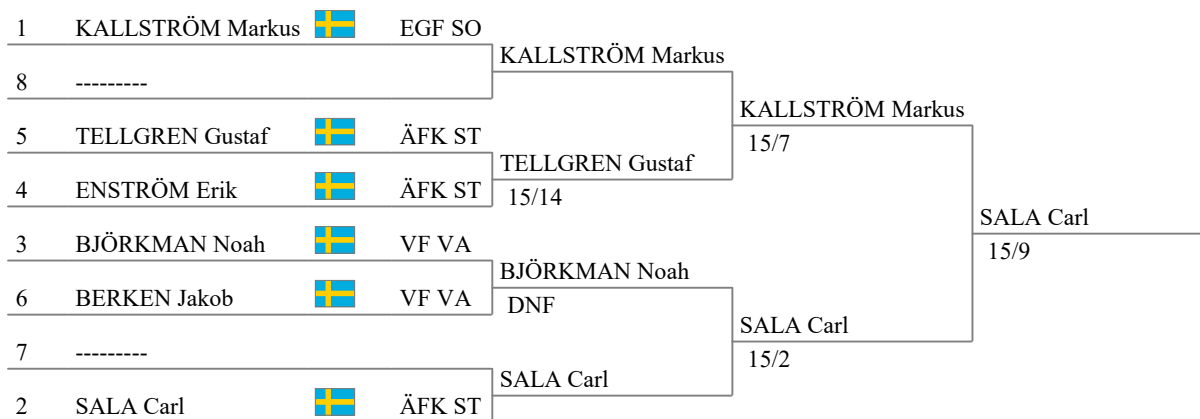 1 KALLSTRÖM Markus EGF SO
KALLSTRÖM Markus
8 ---------
KALLSTRÖM Markus
15/7
5 TELLGREN Gustaf ÄFK ST
TELLGREN Gustaf
15/14
4 ENSTRÖM Erik ÄFK ST
SALA Carl
15/9
3 BJÖRKMAN Noah VF VA
BJÖRKMAN Noah
DNF
6 BERKEN Jakob VF VA
SALA Carl
15/2
7 ---------
SALA Carl
2 SALA Carl ÄFK ST